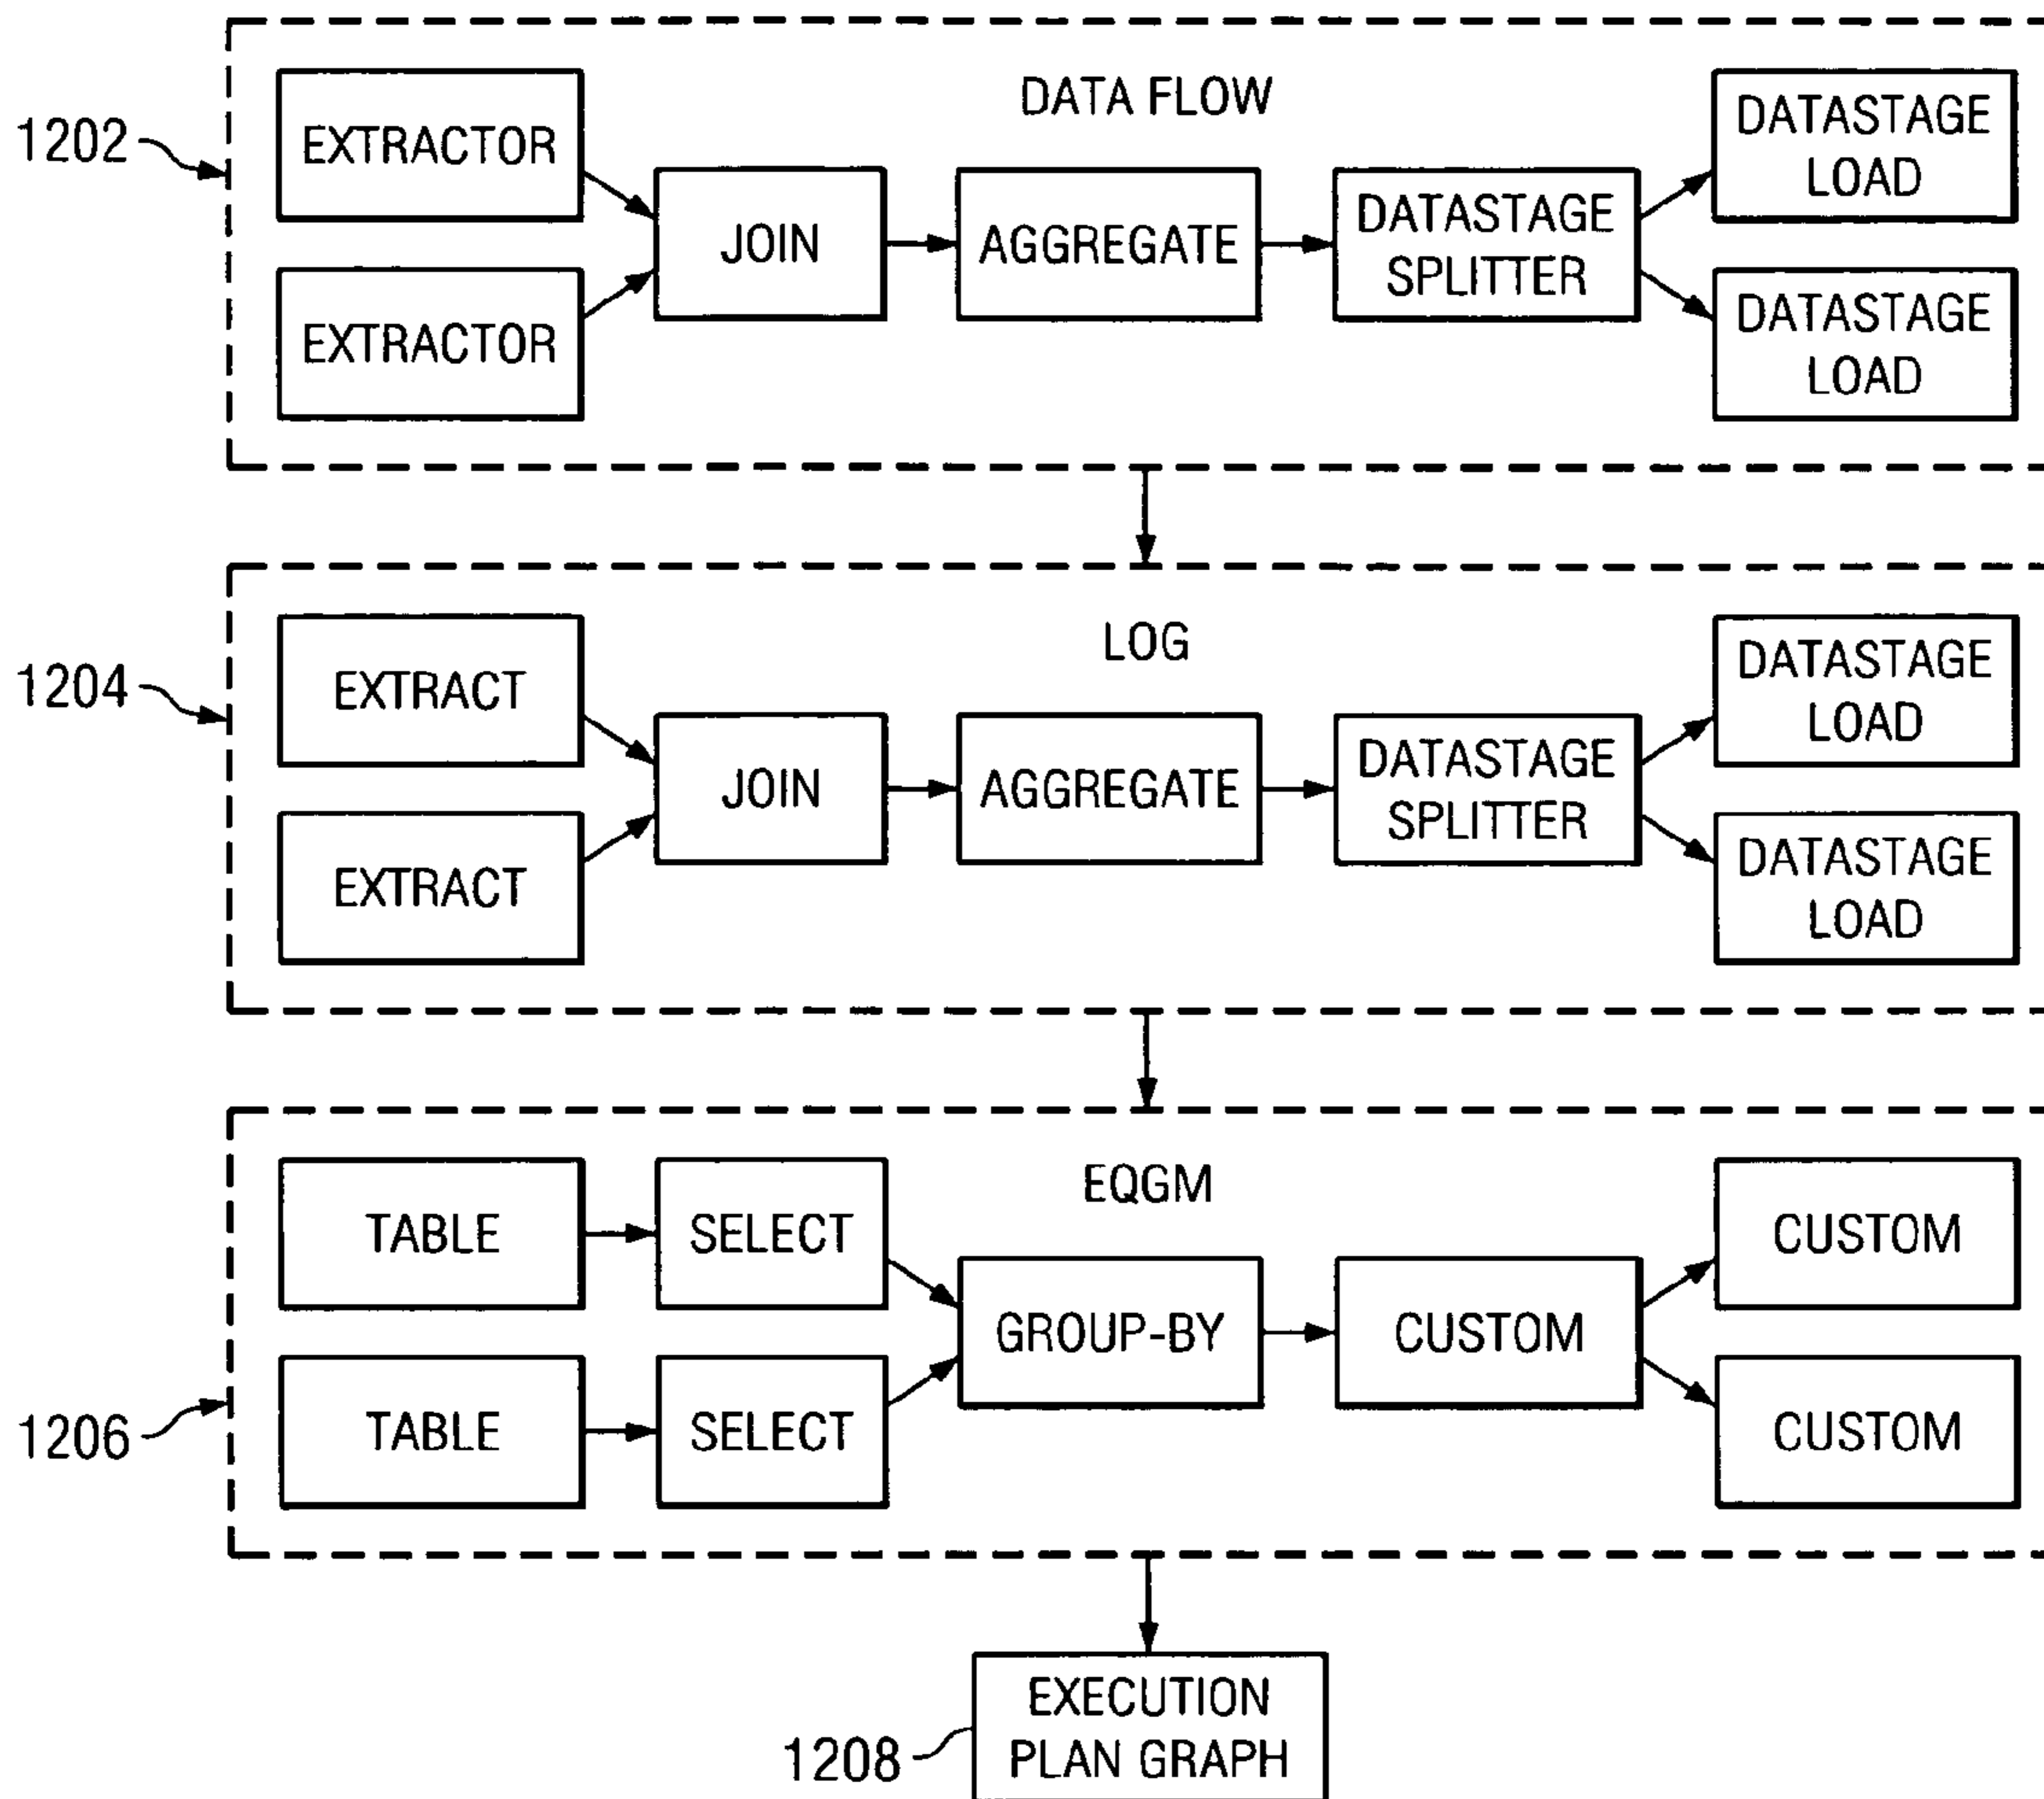 DATA FLOW
1202
EXTRACTOR
EXTRACTOR
JOIN
AGGREGATE
DATASTAGE
SPLITTER
DATASTAGE
LOAD
DATASTAGE
LOAD
LOG
1204
EXTRACT
EXTRACT
JOIN
AGGREGATE
DATASTAGE
SPLITTER
DATASTAGE
LOAD
DATASTAGE
LOAD
EQGM
1206
TABLE
SELECT
TABLE
SELECT
GROUP-BY
CUSTOM
CUSTOM
CUSTOM
1208
EXECUTION
PLAN GRAPH